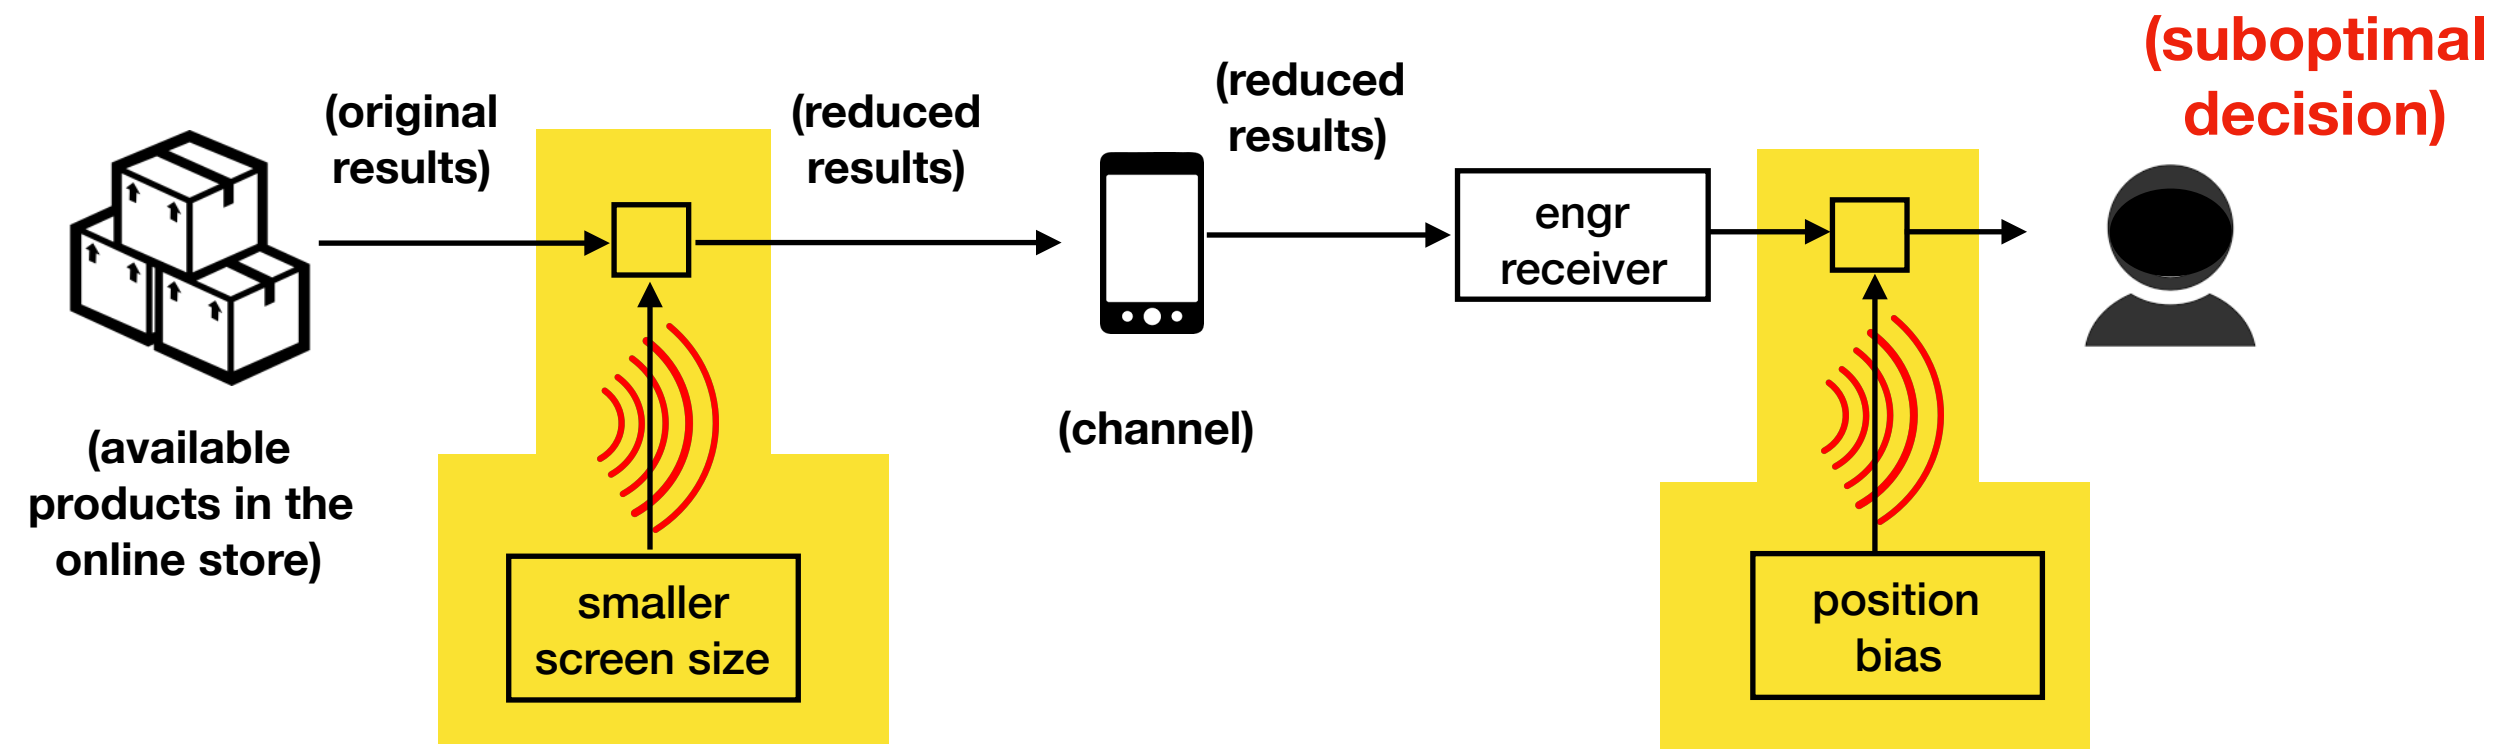 (original
results)
(reduced
results)
(reduced
results)
(suboptimal
decision)
engr
receiver
(available
products in the
online store)
(channel)
smaller
screen size
position
bias